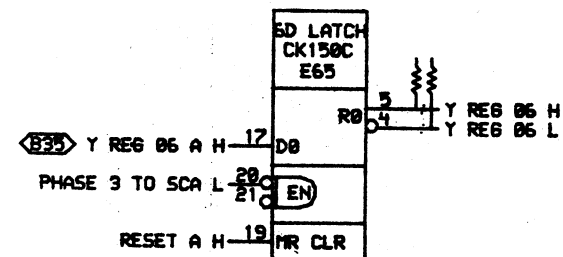 6D LATCH
CK150C
E65
5 Y REG 06 H
R0
4 Y REG 06 L
B35 Y REG 06 A H 17 D0
PHASE 3 TO SCA L 20
21 EN
RESET A H 19 MR CLR